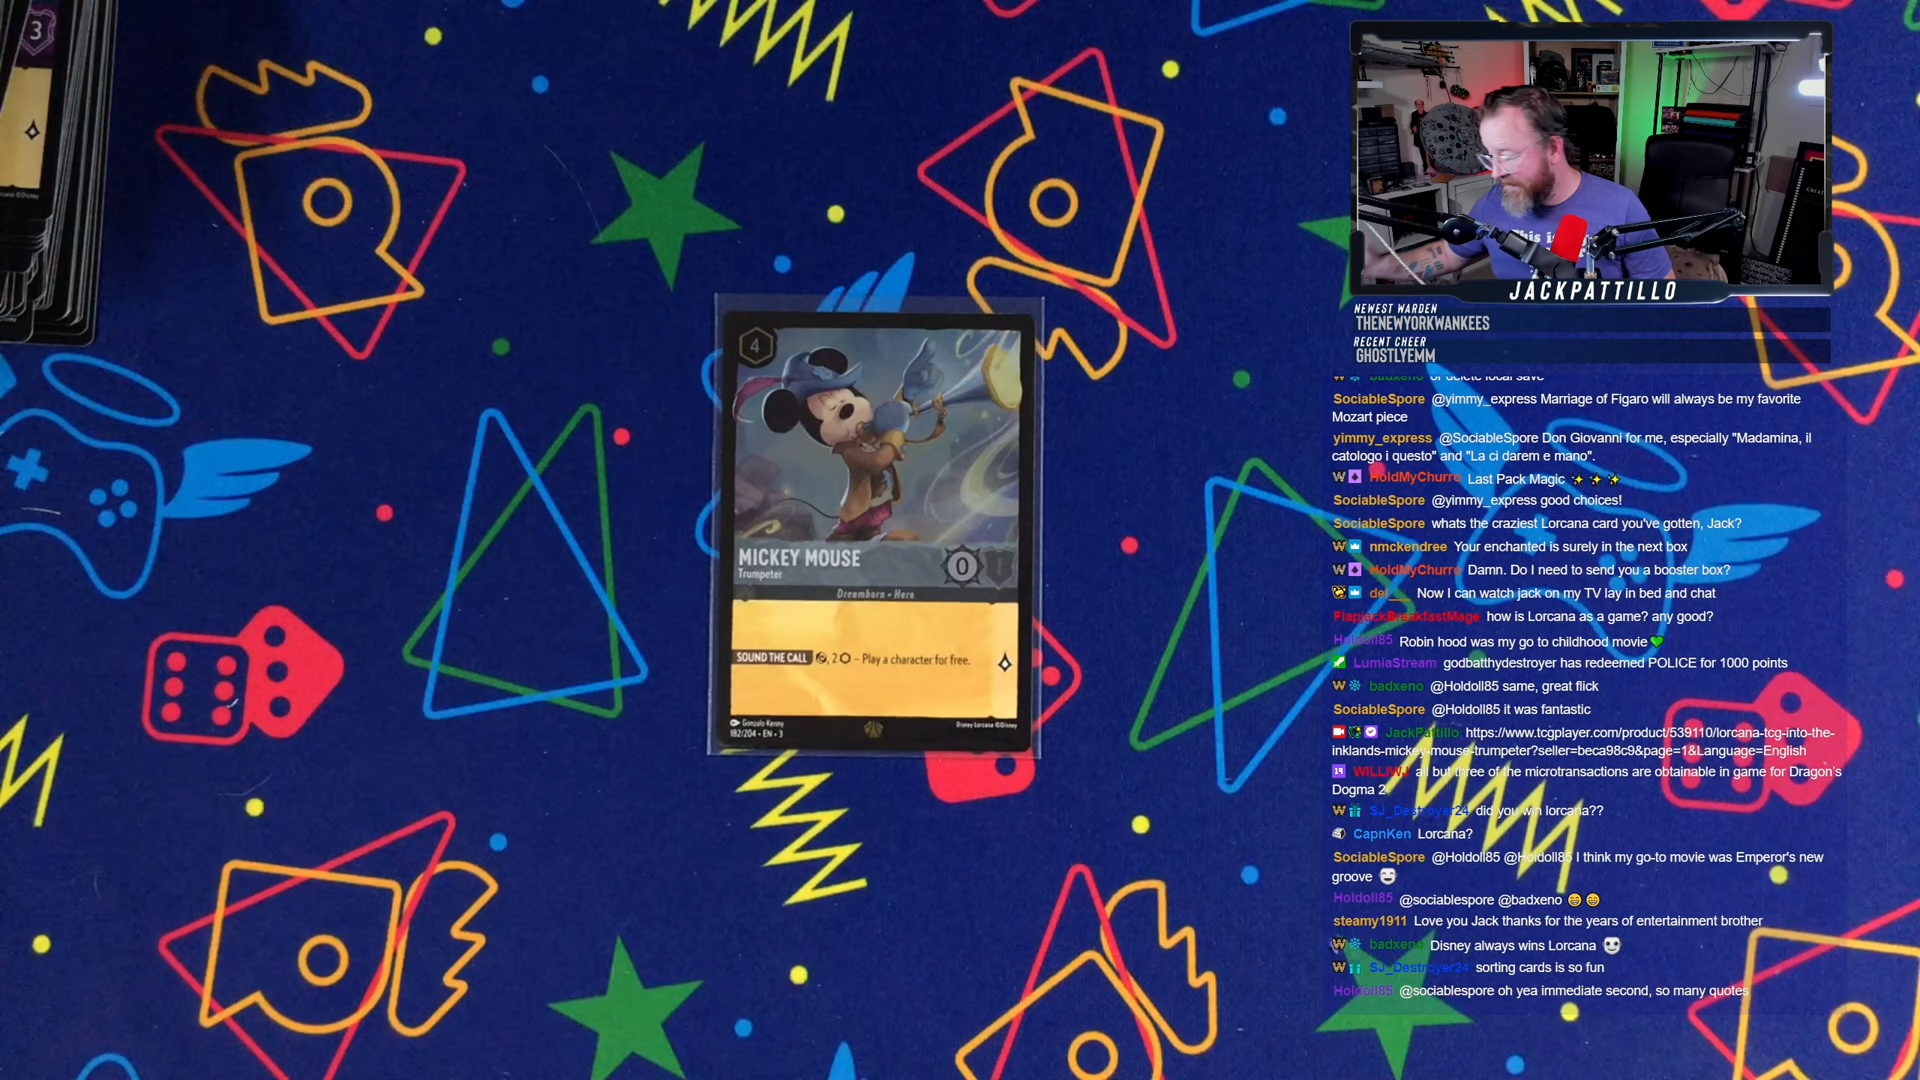 3
4
MICKEY MOUSE
Trumpeter
0
Dreamborn • Hero
SOUND THE CALL , 2 – Play a character for free.
Gonzalo Kenny
182/204 • EN • 3
Disney Lorcana ©Disney
This is
JACKPATTILLO
NEWEST WARDEN
THENEWYORKWANKEES
RECENT CHEER
GHOSTLYEMM
badxeno or delete local save
SociableSpore @yimmy_express Marriage of Figaro will always be my favorite
Mozart piece
yimmy_express @SociableSpore Don Giovanni for me, especially "Madamina, il
catologo i questo" and "La ci darem e mano".
HoldMyChurro Last Pack Magic ✨ ✨ ✨
SociableSpore @yimmy_express good choices!
SociableSpore whats the craziest Lorcana card you've gotten, Jack?
nmckendree Your enchanted is surely in the next box
HoldMyChurro Damn. Do I need to send you a booster box?
del___ Now I can watch jack on my TV lay in bed and chat
FlapjackBreakfastMage how is Lorcana as a game? any good?
Holdoll85 Robin hood was my go to childhood movie 💚
LumiaStream godbatthydestroyer has redeemed POLICE for 1000 points
badxeno @Holdoll85 same, great flick
SociableSpore @Holdoll85 it was fantastic
JackPattillo https://www.tcgplayer.com/product/539110/lorcana-tcg-into-the-
inklands-mickey-mouse-trumpeter?seller=beca98c9&page=1&Language=English
WILLIWJ all but three of the microtransactions are obtainable in game for Dragon's
Dogma 2
SJ_Destroyer24 did you win lorcana??
CapnKen Lorcana?
SociableSpore @Holdoll85 @Holdoll85 I think my go-to movie was Emperor's new
groove
Holdoll85 @sociablespore @badxeno 😁 😁
steamy1911 Love you Jack thanks for the years of entertainment brother
badxeno Disney always wins Lorcana
SJ_Destroyer24 sorting cards is so fun
Holdoll85 @sociablespore oh yea immediate second, so many quotes